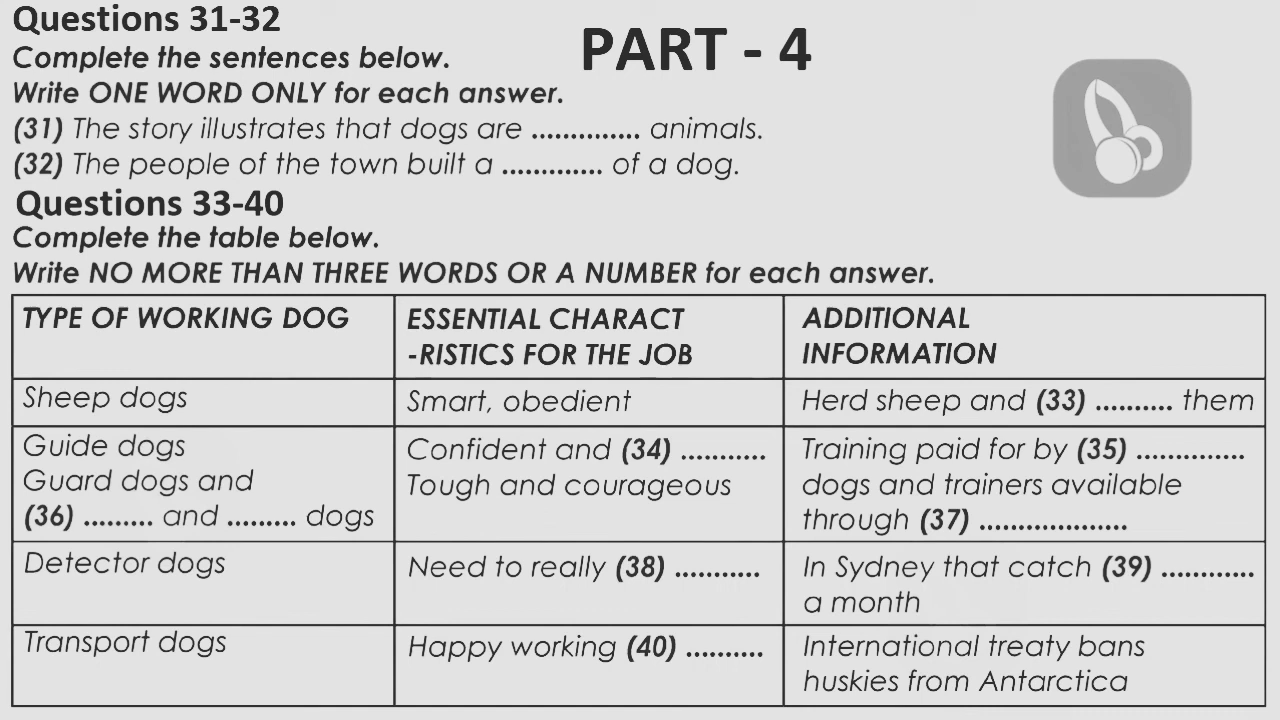 Questions 31-32
PART - 4
Complete the sentences below.
Write ONE WORD ONLY for each answer.
(31) The story illustrates that dogs are .............. animals.
(32) The people of the town built a ............. of a dog.
Questions 33-40
Complete the table below.
Write NO MORE THAN THREE WORDS OR A NUMBER for each answer.
TYPE OF WORKING DOG
ESSENTIAL CHARACT
-RISTICS FOR THE JOB
ADDITIONAL
INFORMATION
Sheep dogs
Smart, obedient
Herd sheep and (33) .......... them
Guide dogs
Guard dogs and
(36) ......... and ......... dogs
Confident and (34) ...........
Tough and courageous
Training paid for by (35) ..............
dogs and trainers available
through (37) ...................
Detector dogs
Need to really (38) ...........
In Sydney that catch (39) ............
a month
Transport dogs
Happy working (40) ..........
International treaty bans
huskies from Antarctica